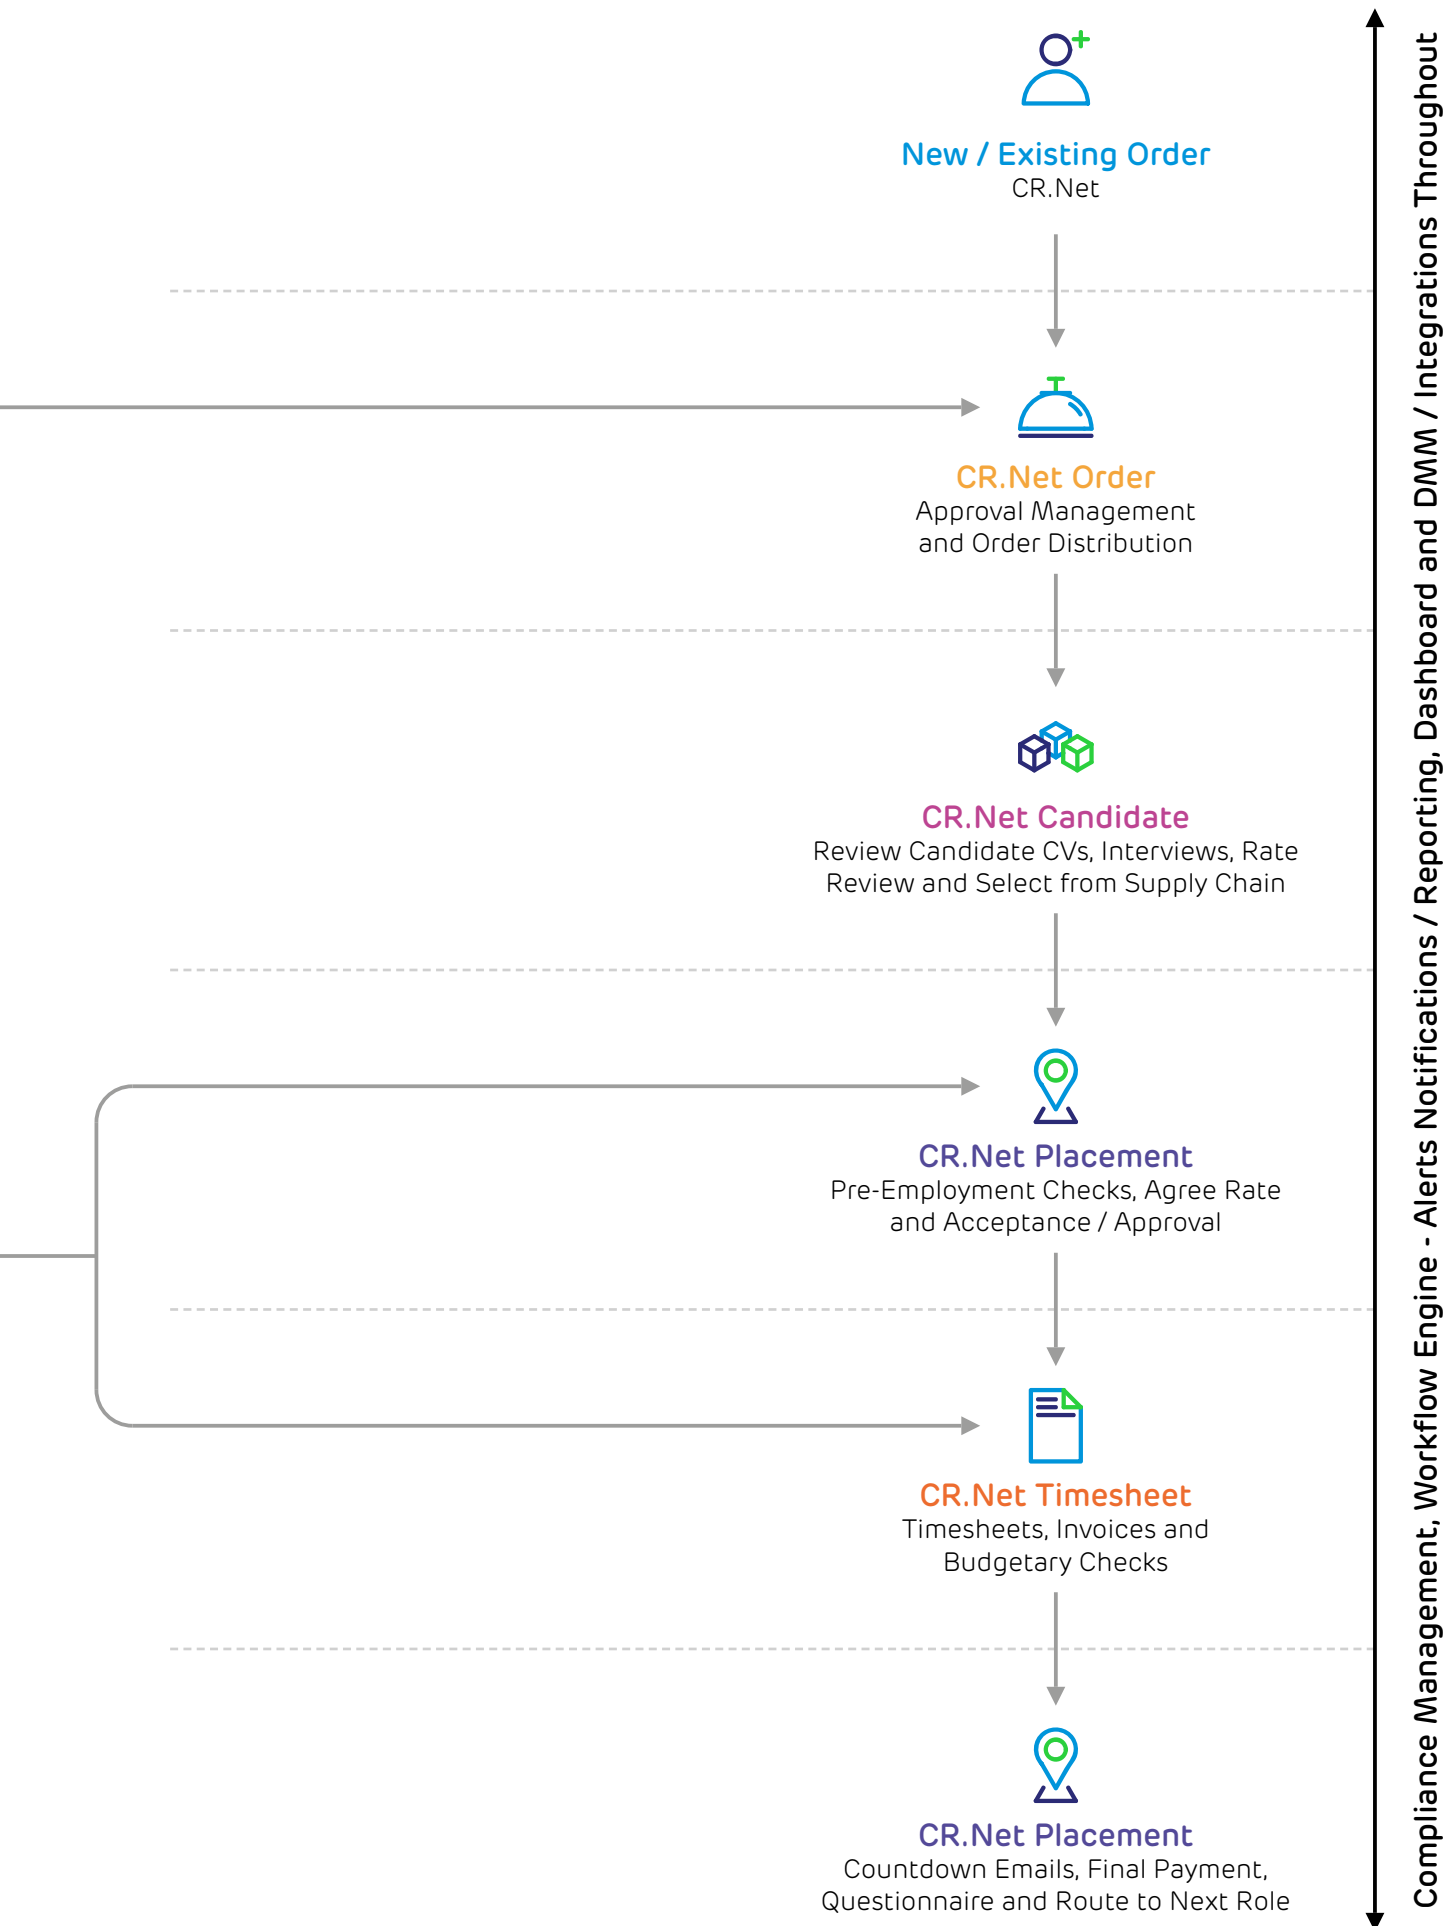 New / Existing Order
CR.Net
CR.Net Order
Approval Management
and Order Distribution
CR.Net Candidate
Review Candidate CVs, Interviews, Rate
Review and Select from Supply Chain
CR.Net Placement
Pre-Employment Checks, Agree Rate
and Acceptance / Approval
CR.Net Timesheet
Timesheets, Invoices and
Budgetary Checks
CR.Net Placement
Countdown Emails, Final Payment,
Questionnaire and Route to Next Role
Compliance Management, Workflow Engine - Alerts Notifications / Reporting, Dashboard and DMM / Integrations Throughout